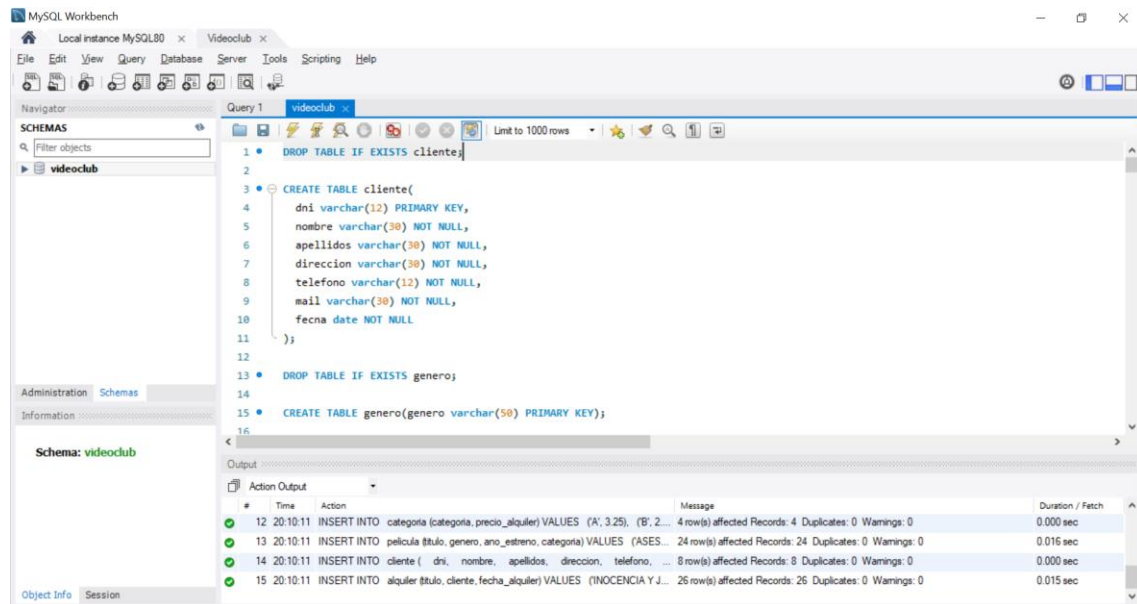 MySQL Workbench
Local instance MySQL80 × Videoclub ×
File Edit View Query Database Server Tools Scripting Help
Navigator
Query 1 videoclub ×
SCHEMAS
Limit to 1000 rows
Filter objects
videoclub
1 DROP TABLE IF EXISTS cliente;
2
3 CREATE TABLE cliente(
4 dni varchar(12) PRIMARY KEY,
5 nombre varchar(30) NOT NULL,
6 apellidos varchar(30) NOT NULL,
7 direccion varchar(30) NOT NULL,
8 telefono varchar(12) NOT NULL,
9 mail varchar(30) NOT NULL,
10 fecna date NOT NULL
11 );
12
13 DROP TABLE IF EXISTS genero;
14
15 CREATE TABLE genero(genero varchar(50) PRIMARY KEY);
16
Administration Schemas
Information
Schema: videoclub
Output
Action Output
# Time Action Message Duration / Fetch
12 20:10:11 INSERT INTO categoria (categoria, precio_alquiler) VALUES ('A', 3.25), ('B', 2.... 4 row(s) affected Records: 4 Duplicates: 0 Warnings: 0 0.000 sec
13 20:10:11 INSERT INTO pelicula (titulo, genero, ano_estreno, categoria) VALUES ('ASES... 24 row(s) affected Records: 24 Duplicates: 0 Warnings: 0 0.016 sec
14 20:10:11 INSERT INTO cliente ( dni, nombre, apellidos, direccion, telefono, ... 8 row(s) affected Records: 8 Duplicates: 0 Warnings: 0 0.000 sec
15 20:10:11 INSERT INTO alquiler (titulo, cliente, fecha_alquiler) VALUES ('INOCENCIA Y J... 26 row(s) affected Records: 26 Duplicates: 0 Warnings: 0 0.015 sec
Object Info Session